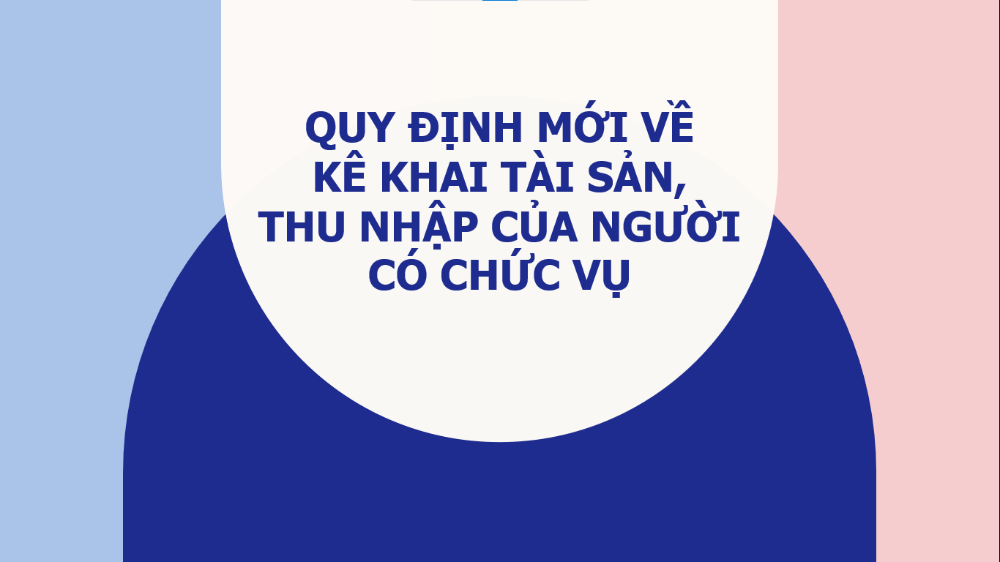 QUY ĐỊNH MỚI VỀ
KÊ KHAI TÀI SẢN,
THU NHẬP CỦA NGƯỜI
CÓ CHỨC VỤ